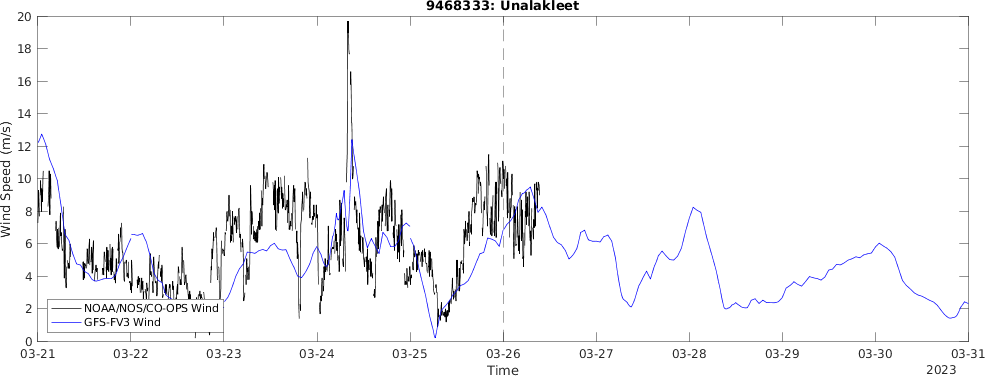 9468333: Unalakleet
20
18
16
14
12
10
8
6
4
2
0
Wind Speed (m/s)
NOAA/NOS/CO-OPS Wind
GFS-FV3 Wind
03-21 03-22 03-23 03-24 03-25 03-26 03-27 03-28 03-29 03-30 03-31
Time
2023